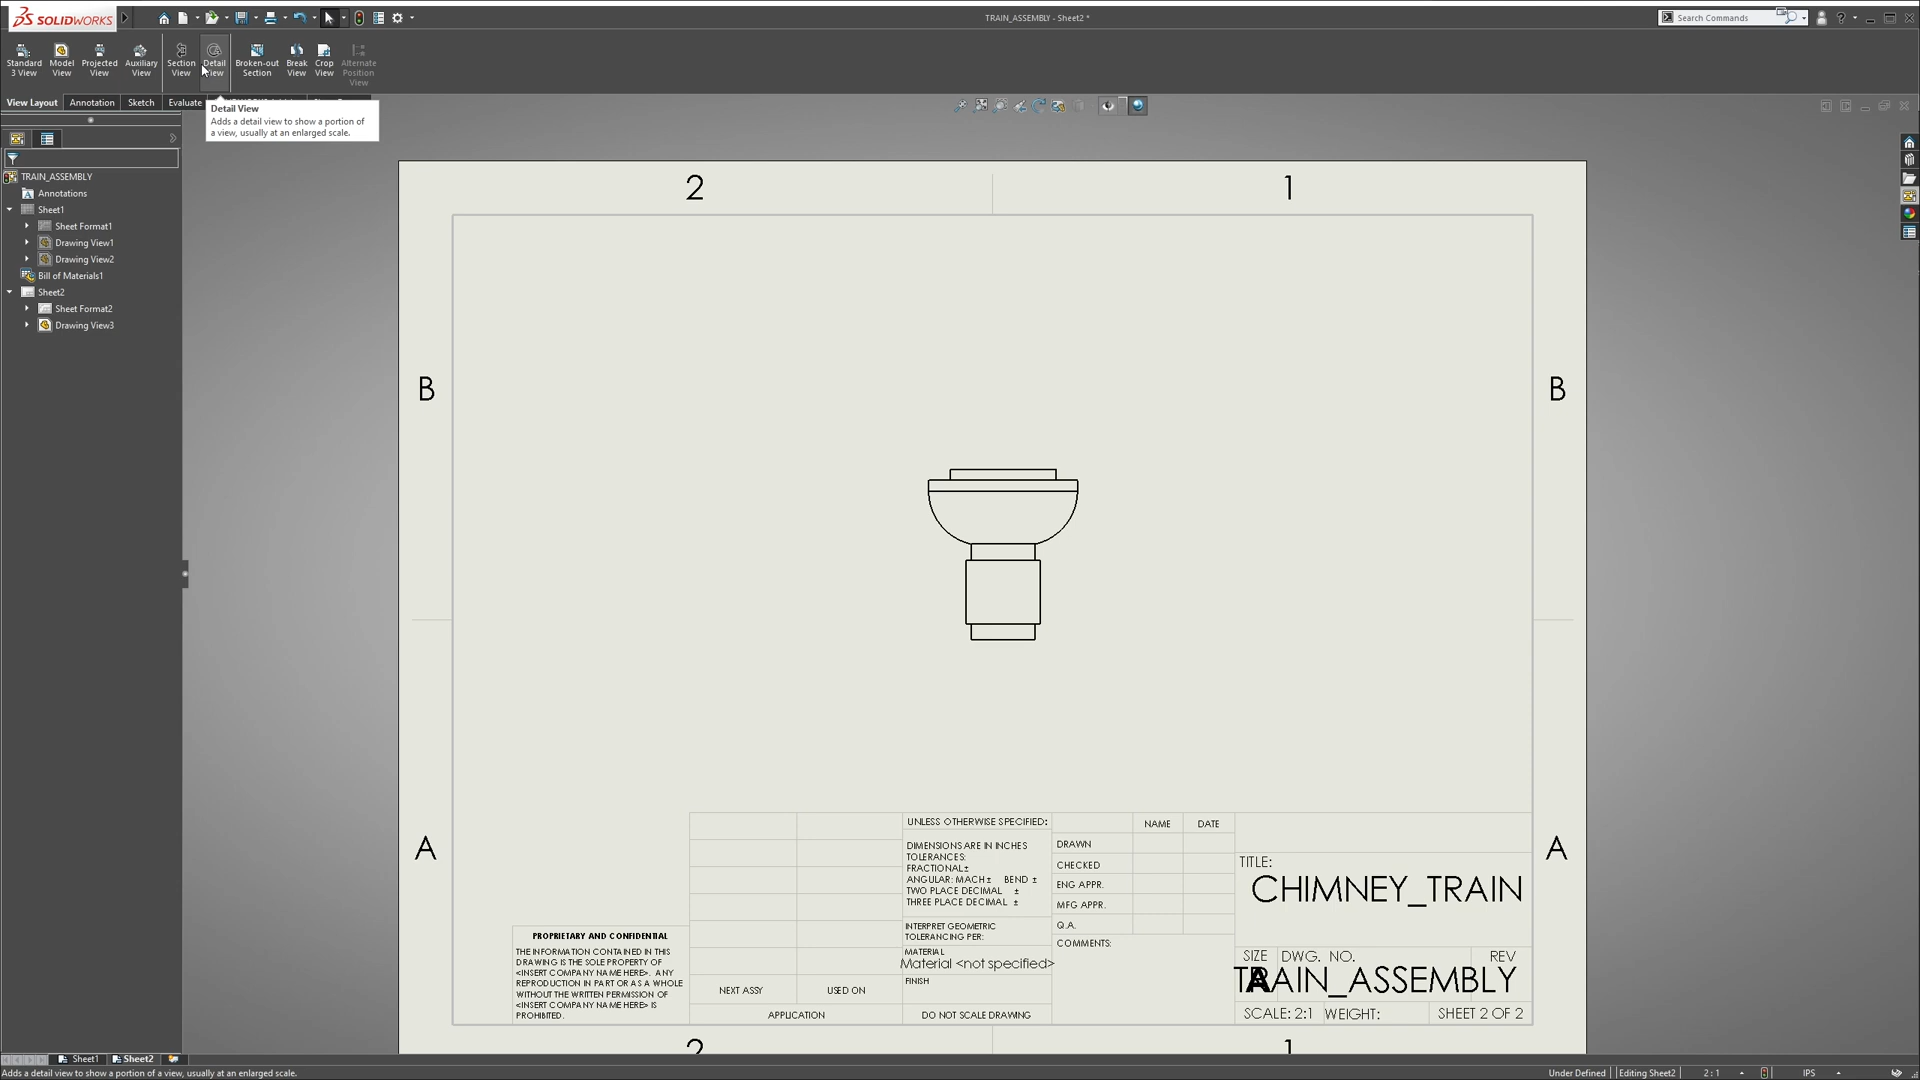 SOLIDWORKS
TRAIN_ASSEMBLY - Sheet2 *
Search Commands
Standard 3 View
Model View
Projected View
Auxiliary View
Section View
Detail View
Broken-out Section
Break View
Crop View
Alternate Position View
View Layout
Annotation
Sketch
Evaluate
Detail View
Adds a detail view to show a portion of
a view, usually at an enlarged scale.
TRAIN_ASSEMBLY
Annotations
Sheet1
Sheet Format1
Drawing View1
Drawing View2
Bill of Materials1
Sheet2
Sheet Format2
Drawing View3
2
1
B
B
A
A
PROPRIETARY AND CONFIDENTIAL
THE INFORMATION CONTAINED IN THIS
DRAWING IS THE SOLE PROPERTY OF
<INSERT COMPANY NAME HERE>. ANY
REPRODUCTION IN PART OR AS A WHOLE
WITHOUT THE WRITTEN PERMISSION OF
<INSERT COMPANY NAME HERE> IS
PROHIBITED.
NEXT ASSY
USED ON
APPLICATION
UNLESS OTHERWISE SPECIFIED:
DIMENSIONS ARE IN INCHES
TOLERANCES:
FRACTIONAL±
ANGULAR: MACH± BEND ±
TWO PLACE DECIMAL ±
THREE PLACE DECIMAL ±
INTERPRET GEOMETRIC
TOLERANCING PER:
MATERIAL
Material <not specified>
FINISH
DO NOT SCALE DRAWING
NAME
DATE
DRAWN
CHECKED
ENG APPR.
MFG APPR.
Q.A.
COMMENTS:
TITLE:
CHIMNEY_TRAIN
SIZE
DWG. NO.
REV
A
TRAIN_ASSEMBLY
SCALE: 2:1
WEIGHT:
SHEET 2 OF 2
2
1
Sheet1
Sheet2
Adds a detail view to show a portion of a view, usually at an enlarged scale.
Under Defined
Editing Sheet2
2 : 1
IPS